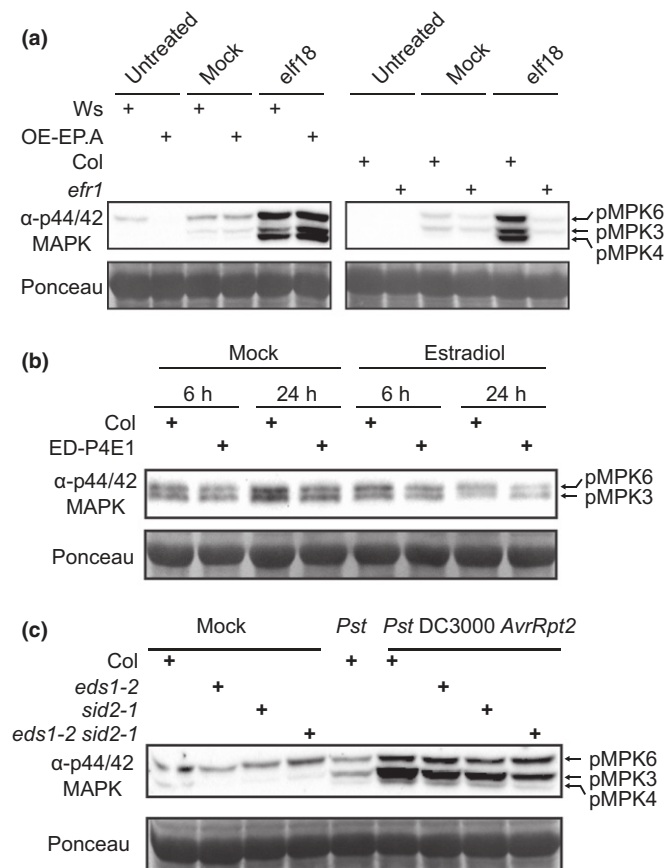 (a)
Untreated Mock elf18 Untreated Mock elf18
Ws + + +
OE-EP.A + + +
Col + + +
efr1 + + +
α-p44/42 MAPK
pMPK6
pMPK3
pMPK4
Ponceau
(b)
Mock Estradiol
6 h 24 h 6 h 24 h
Col + + + +
ED-P4E1 + + + +
α-p44/42 MAPK
pMPK6
pMPK3
Ponceau
(c)
Mock Pst Pst DC3000 AvrRpt2
Col + + +
eds1-2 + +
sid2-1 + +
eds1-2 sid2-1 + +
α-p44/42 MAPK
pMPK6
pMPK3
pMPK4
Ponceau